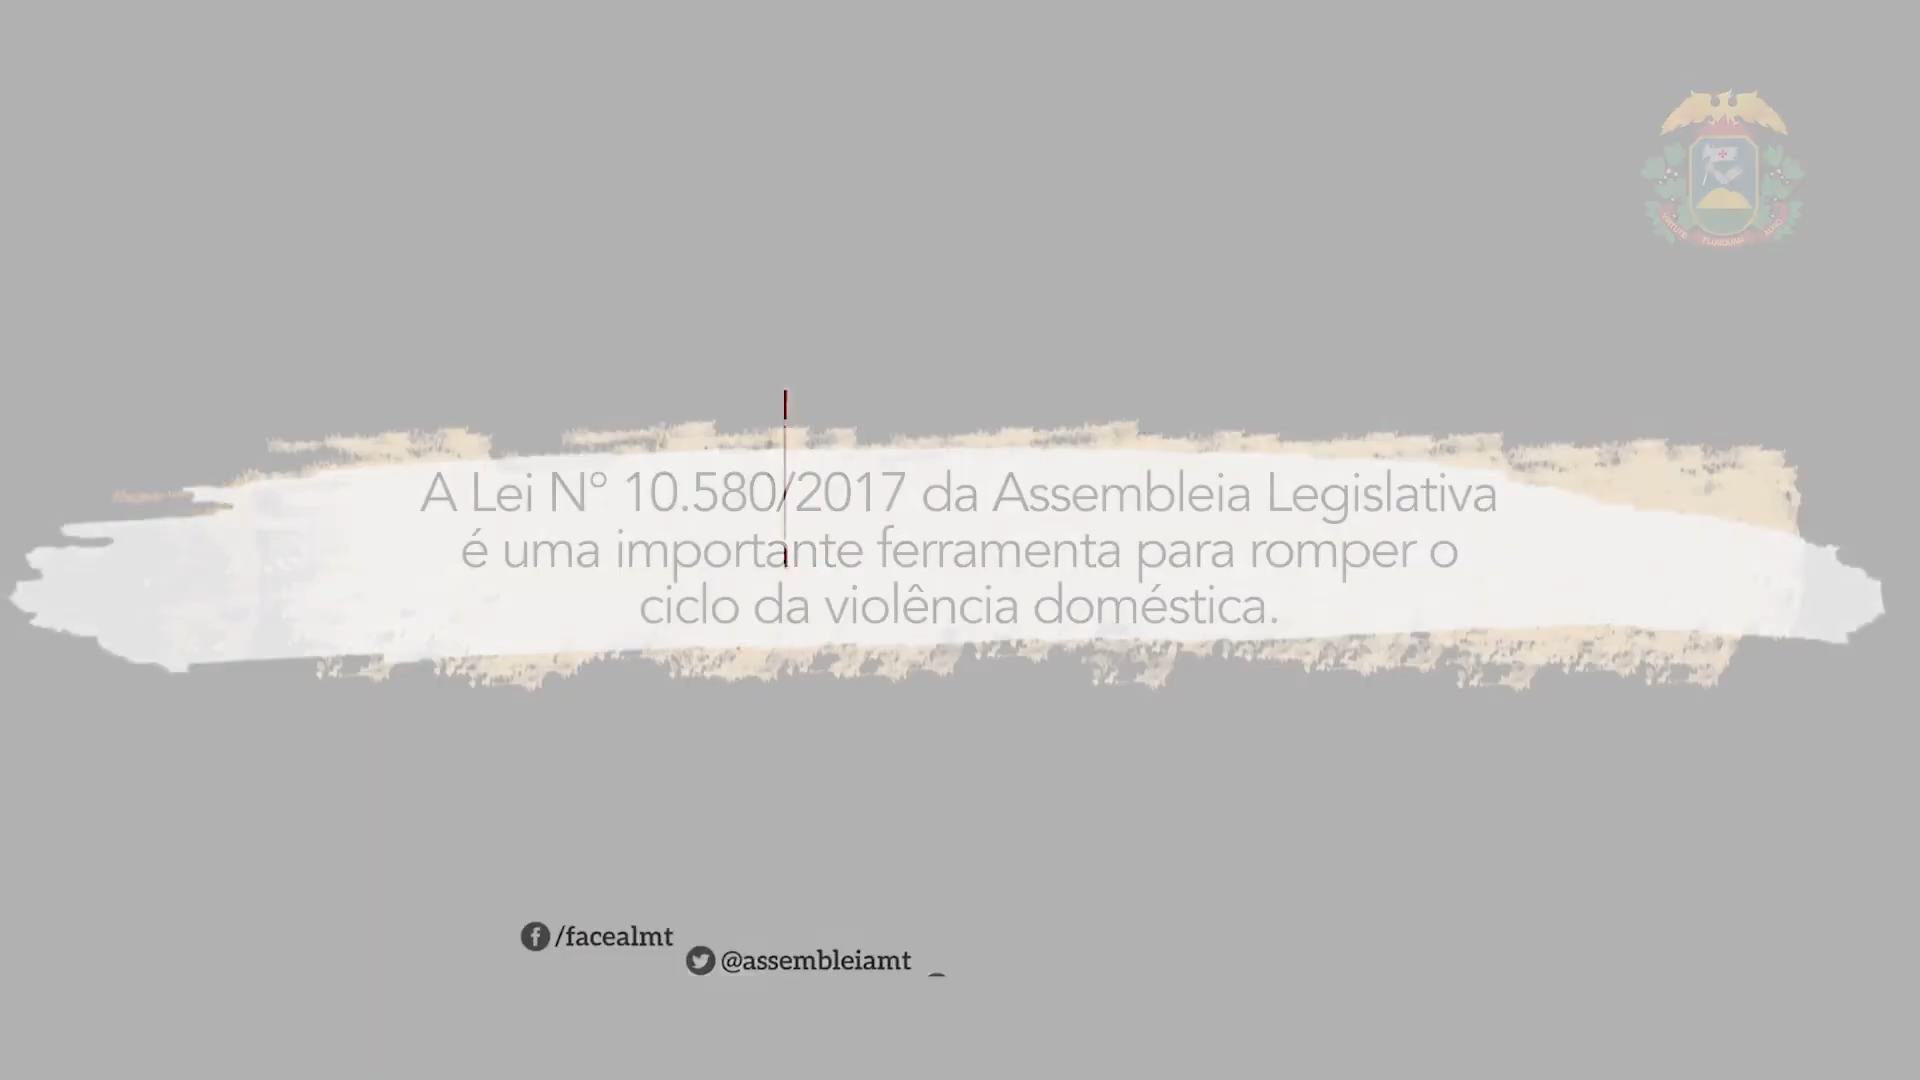 A Lei Nº 10.580/2017 da Assembleia Legislativa
é uma importante ferramenta para romper o
ciclo da violência doméstica.
/facealmt
@assembleiamt